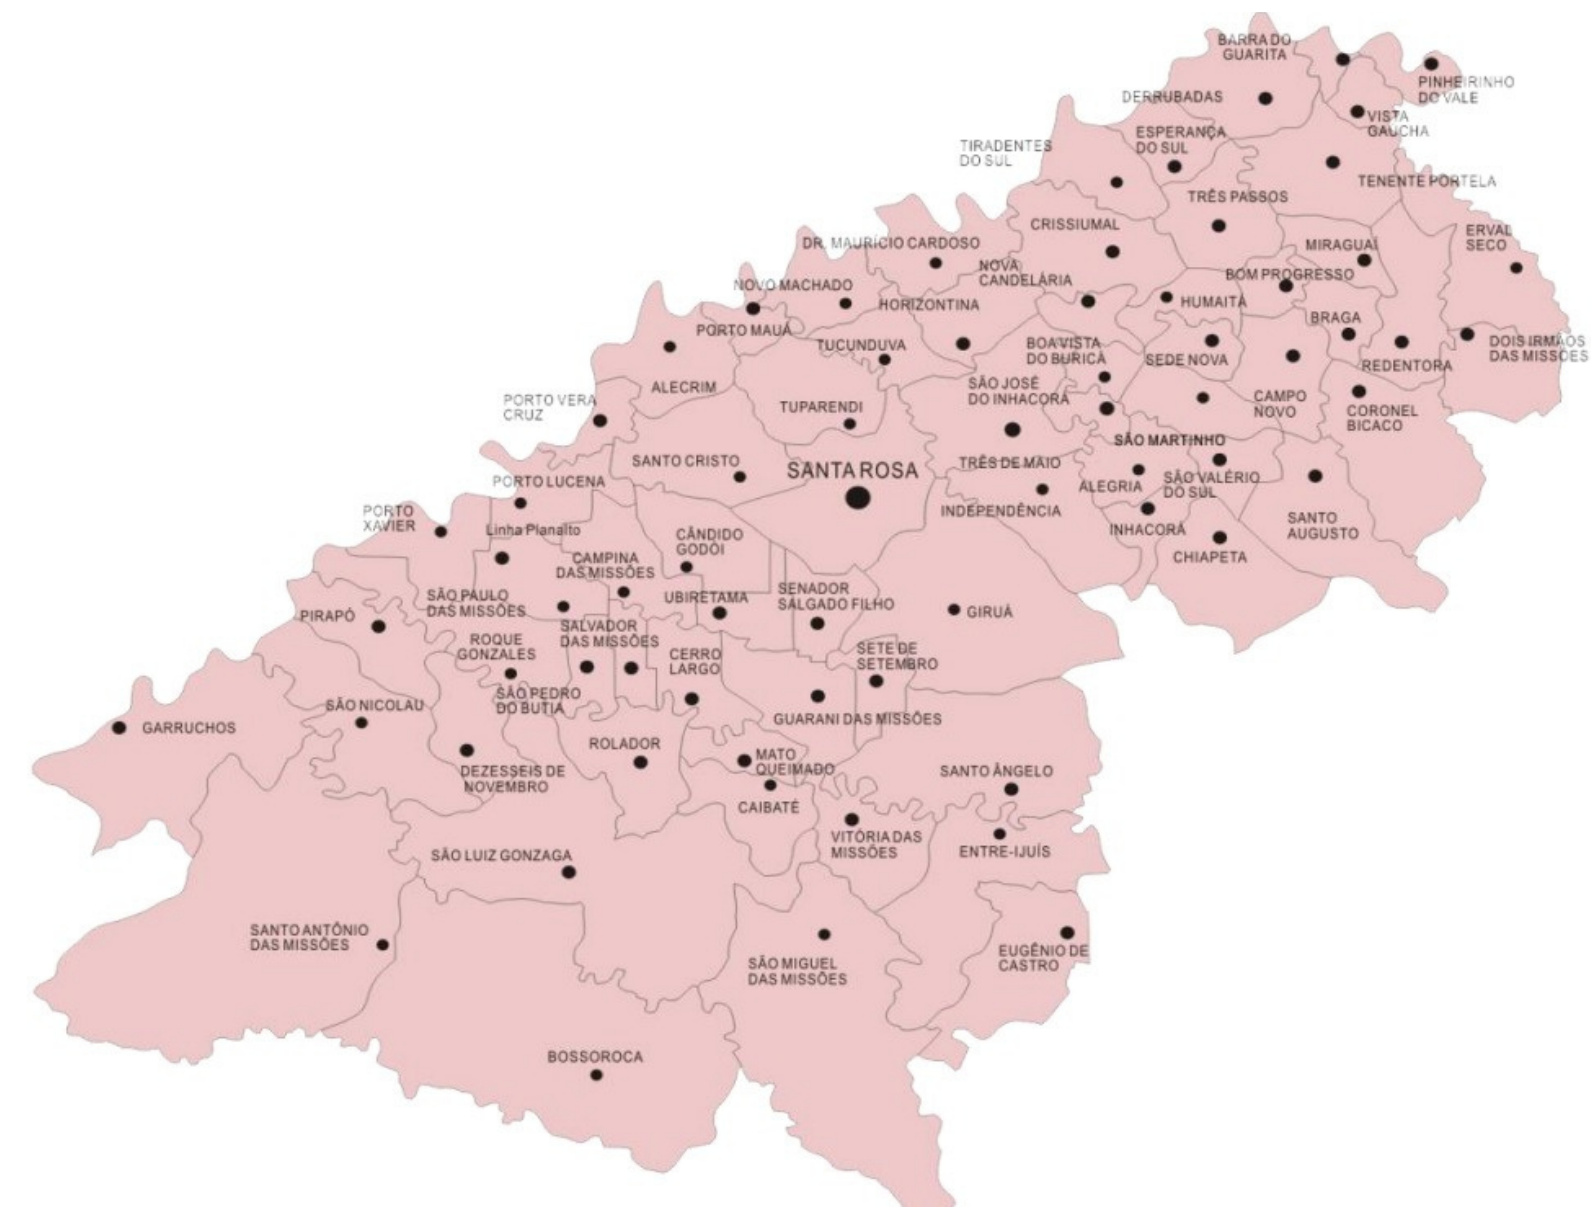 BARRA DO
GUARITA
PINHEIRINHO
DO VALE
DERRUBADAS
VISTA
GAUCHA
ESPERANÇA
DO SUL
TIRADENTES
DO SUL
TENENTE PORTELA
TRÊS PASSOS
CRISSIUMAL
ERVAL
SECO
DR. MAURÍCIO CARDOSO
MIRAGUAÍ
NOVA
CANDELÁRIA
BOM PROGRESSO
NOVO MACHADO
HORIZONTINA
HUMAITÁ
BRAGA
PORTO MAUÁ
TUCUNDUVA
BOA VISTA
DO BURICÁ
SEDE NOVA
DOIS IRMÃOS
DAS MISSÕES
REDENTORA
ALECRIM
SÃO JOSÉ
DO INHACORÁ
CAMPO
NOVO
CORONEL
BICACO
PORTO VERA
CRUZ
TUPARENDI
SÃO MARTINHO
SANTO CRISTO
SANTA ROSA
TRÊS DE MAIO
PORTO LUCENA
ALEGRIA
SÃO VALÉRIO
DO SUL
PORTO
XAVIER
INDEPENDÊNCIA
SANTO
AUGUSTO
Linha Planalto
INHACORÁ
CÂNDIDO
GODÓI
CHIAPETA
CAMPINA
DAS MISSÕES
SÃO PAULO
DAS MISSÕES
UBIRETAMA
SENADOR
SALGADO FILHO
GIRUÁ
PIRAPÓ
SALVADOR
DAS MISSÕES
ROQUE
GONZALES
CERRO
LARGO
SETE DE
SETEMBRO
SÃO PEDRO
DO BUTIA
SÃO NICOLAU
GUARANI DAS MISSÕES
GARRUCHOS
ROLADOR
MATO
QUEIMADO
DEZESSEIS DE
NOVEMBRO
SANTO ÂNGELO
CAIBATÉ
VITÓRIA DAS
MISSÕES
ENTRE-IJUÍS
SÃO LUIZ GONZAGA
SANTO ANTÔNIO
DAS MISSÕES
EUGÊNIO DE
CASTRO
SÃO MIGUEL
DAS MISSÕES
BOSSOROCA